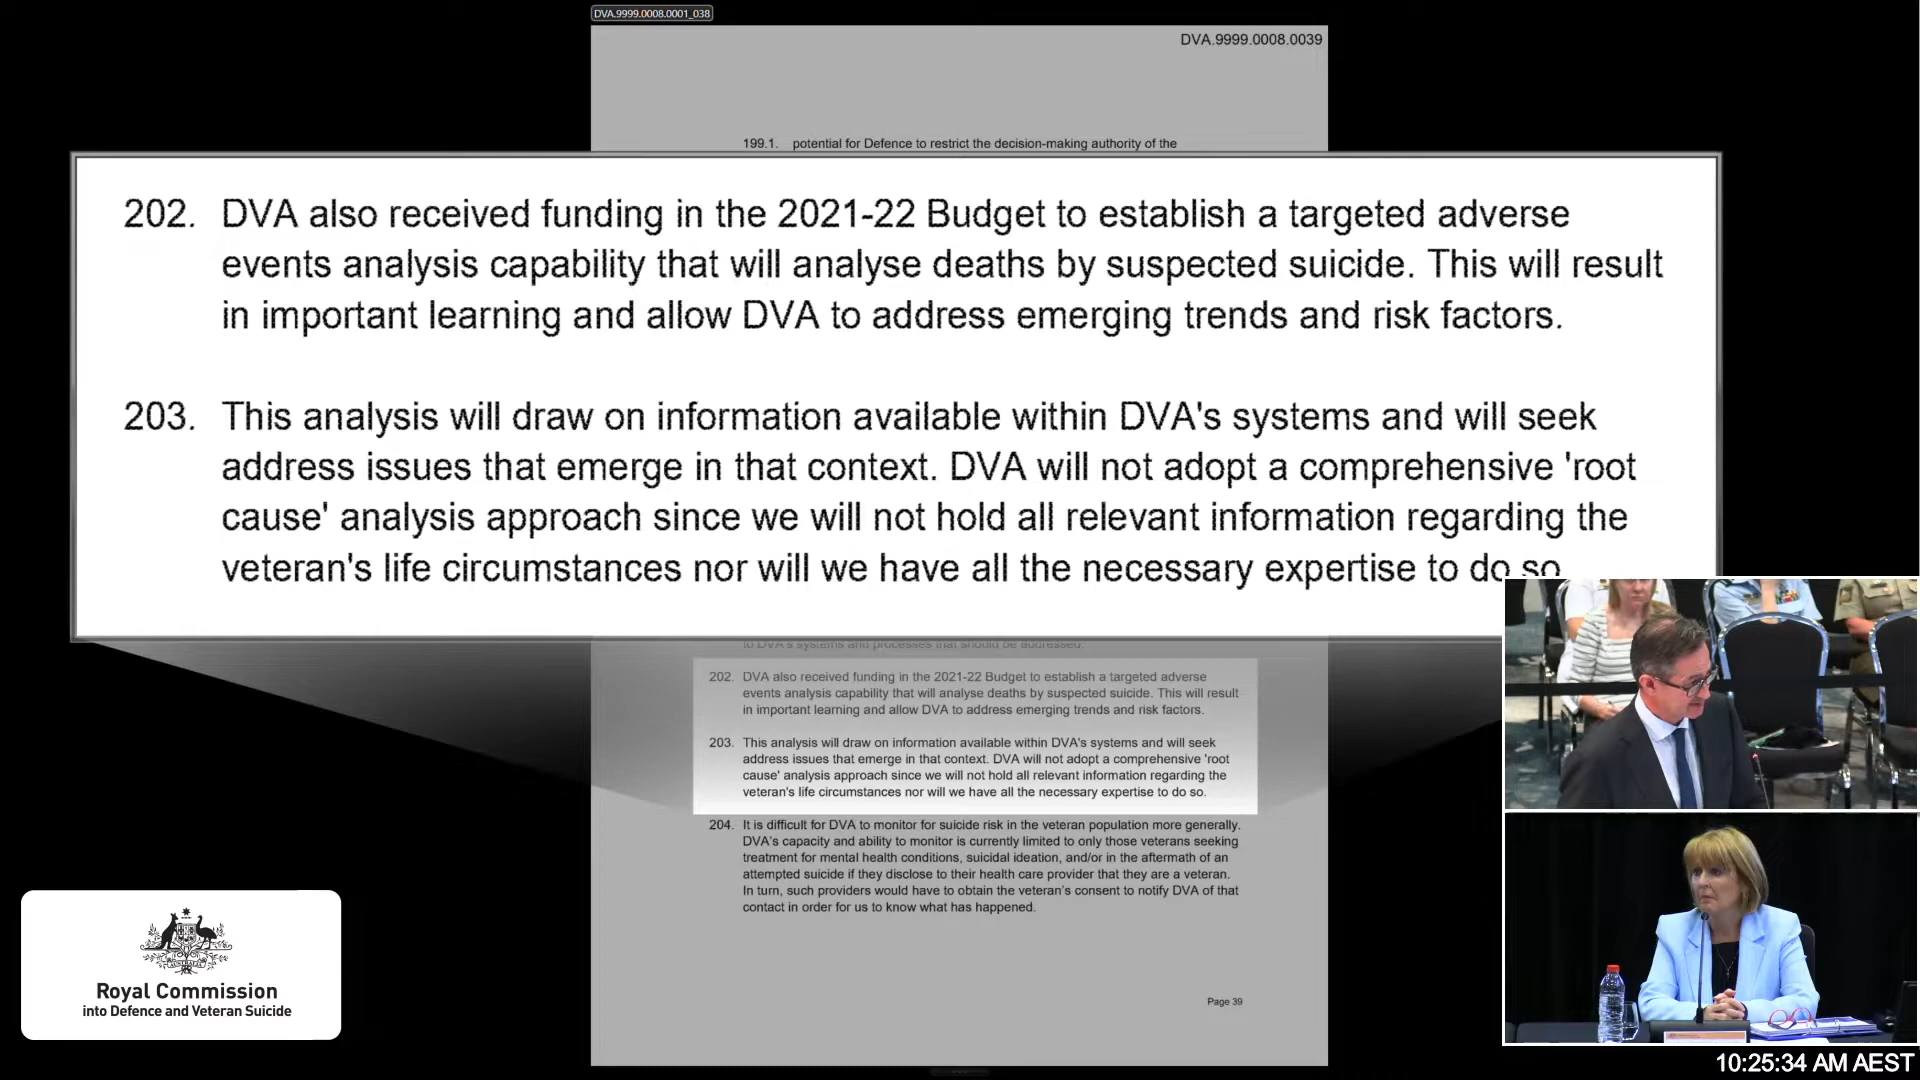 DVA.9999.0008.0001_038
DVA.9999.0008.0039
199.1. potential for Defence to restrict the decision-making authority of the
202. DVA also received funding in the 2021-22 Budget to establish a targeted adverse
events analysis capability that will analyse deaths by suspected suicide. This will result
in important learning and allow DVA to address emerging trends and risk factors.
203. This analysis will draw on information available within DVA's systems and will seek
address issues that emerge in that context. DVA will not adopt a comprehensive 'root
cause' analysis approach since we will not hold all relevant information regarding the
veteran's life circumstances nor will we have all the necessary expertise to do so.
to DVA's systems and processes that should be addressed.
202. DVA also received funding in the 2021-22 Budget to establish a targeted adverse
events analysis capability that will analyse deaths by suspected suicide. This will result
in important learning and allow DVA to address emerging trends and risk factors.
203. This analysis will draw on information available within DVA's systems and will seek
address issues that emerge in that context. DVA will not adopt a comprehensive 'root
cause' analysis approach since we will not hold all relevant information regarding the
veteran's life circumstances nor will we have all the necessary expertise to do so.
204. It is difficult for DVA to monitor for suicide risk in the veteran population more generally.
DVA's capacity and ability to monitor is currently limited to only those veterans seeking
treatment for mental health conditions, suicidal ideation, and/or in the aftermath of an
attempted suicide if they disclose to their health care provider that they are a veteran.
In turn, such providers would have to obtain the veteran's consent to notify DVA of that
contact in order for us to know what has happened.
Page 39
AUSTRALIA
Royal Commission
into Defence and Veteran Suicide
10:25:34 AM AEST